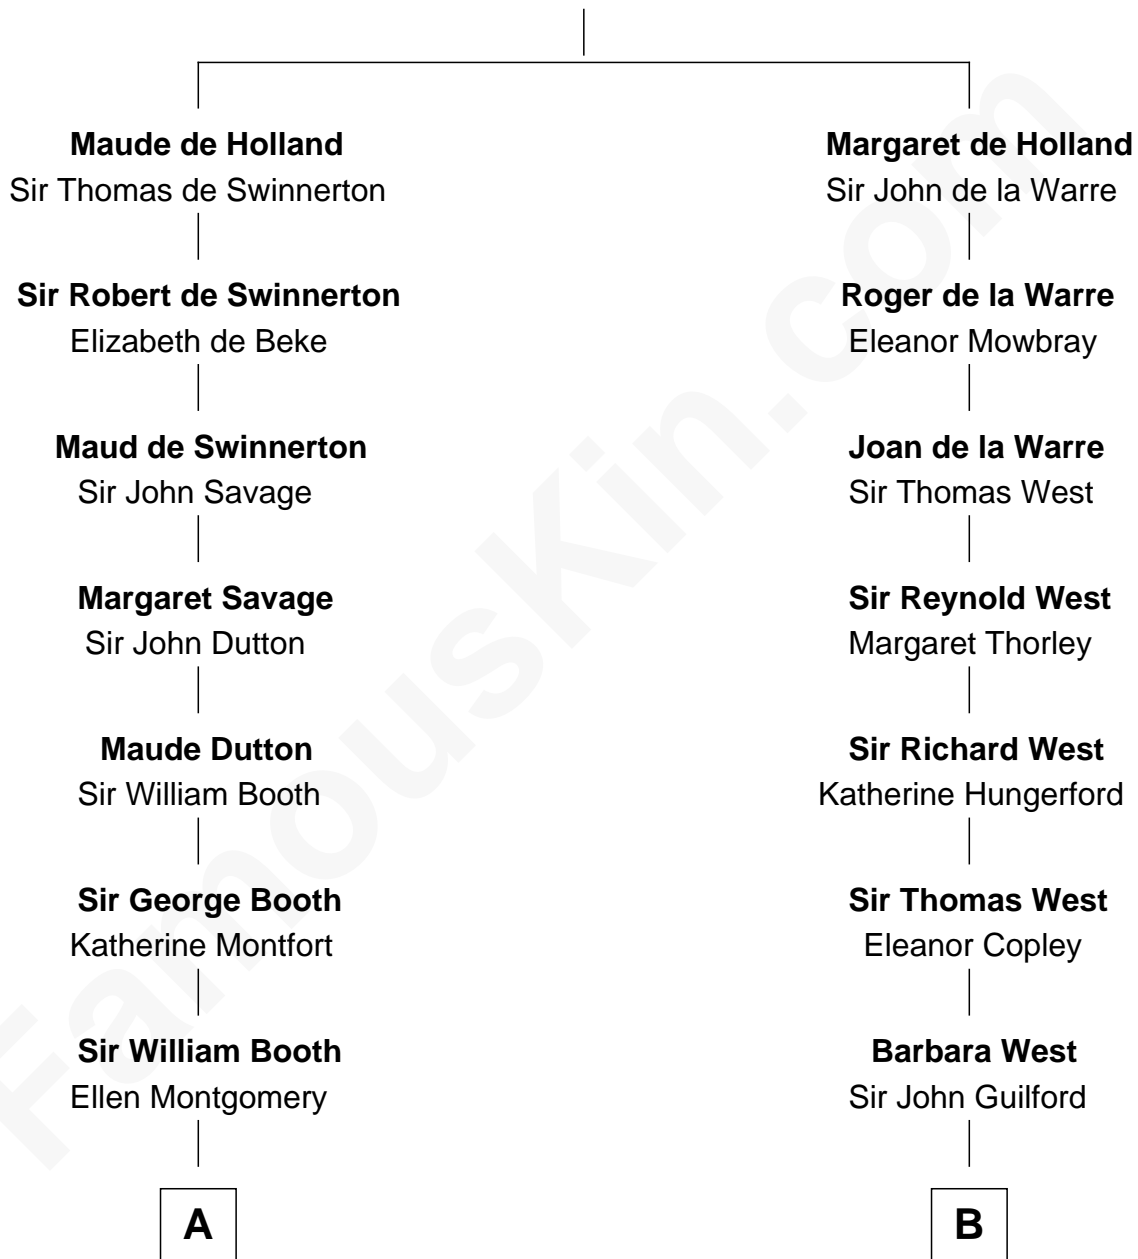 Maude de Holland
Sir Thomas de Swinnerton
Sir Robert de Swinnerton
Elizabeth de Beke
Maud de Swinnerton
Sir John Savage
Margaret Savage
Sir John Dutton
Maude Dutton
Sir William Booth
Sir George Booth
Katherine Montfort
Sir William Booth
Ellen Montgomery
A
Margaret de Holland
Sir John de la Warre
Roger de la Warre
Eleanor Mowbray
Joan de la Warre
Sir Thomas West
Sir Reynold West
Margaret Thorley
Sir Richard West
Katherine Hungerford
Sir Thomas West
Eleanor Copley
Barbara West
Sir John Guilford
B
FamousKin.com